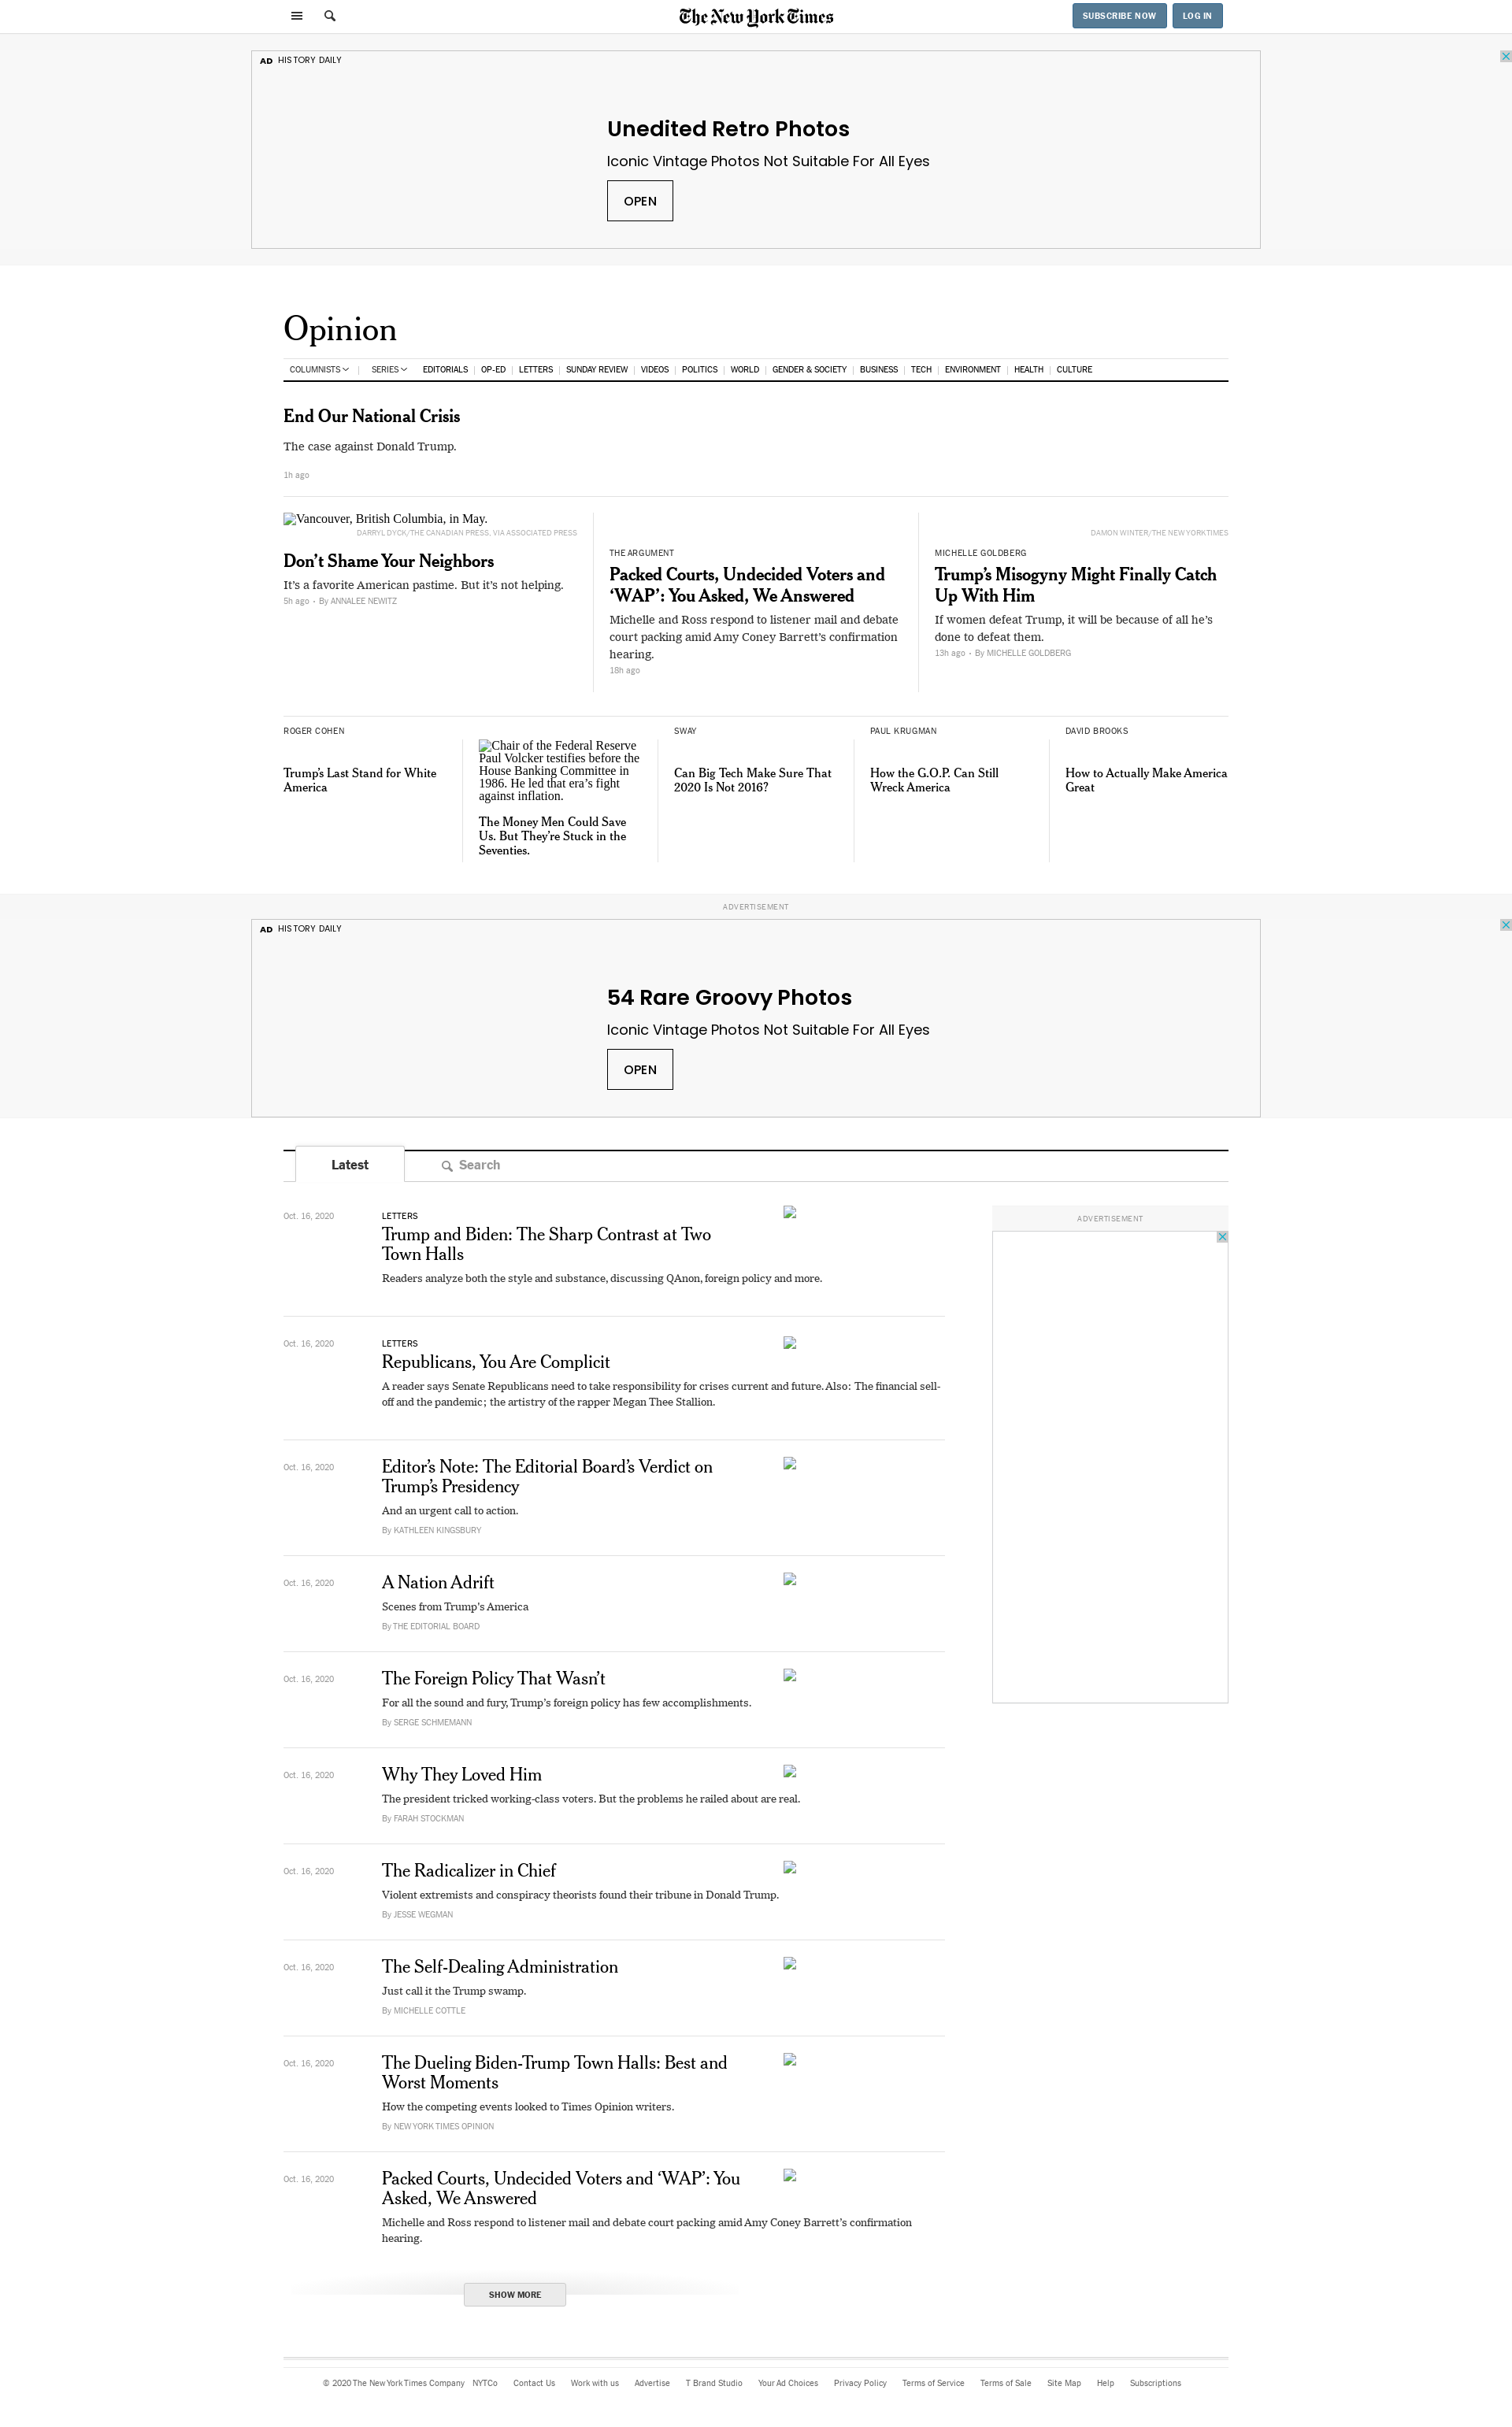 The New York Times
SUBSCRIBE NOW
LOG IN
AD HISTORY DAILY
Unedited Retro Photos
Iconic Vintage Photos Not Suitable For All Eyes
OPEN
Opinion
COLUMNISTS
SERIES
EDITORIALS
OP-ED
LETTERS
SUNDAY REVIEW
VIDEOS
POLITICS
WORLD
GENDER & SOCIETY
BUSINESS
TECH
ENVIRONMENT
HEALTH
CULTURE
End Our National Crisis
The case against Donald Trump.
1h ago
Vancouver, British Columbia, in May.
DARRYL DYCK/THE CANADIAN PRESS, VIA ASSOCIATED PRESS
Don’t Shame Your Neighbors
It’s a favorite American pastime. But it’s not helping.
5h ago • By ANNALEE NEWITZ
THE ARGUMENT
Packed Courts, Undecided Voters and
‘WAP’: You Asked, We Answered
Michelle and Ross respond to listener mail and debate
court packing amid Amy Coney Barrett’s confirmation
hearing.
18h ago
DAMON WINTER/THE NEW YORK TIMES
MICHELLE GOLDBERG
Trump’s Misogyny Might Finally Catch
Up With Him
If women defeat Trump, it will be because of all he’s
done to defeat them.
13h ago • By MICHELLE GOLDBERG
ROGER COHEN
Trump’s Last Stand for White
America
Chair of the Federal Reserve
Paul Volcker testifies before the
House Banking Committee in
1986. He led that era’s fight
against inflation.
The Money Men Could Save
Us. But They’re Stuck in the
Seventies.
SWAY
Can Big Tech Make Sure That
2020 Is Not 2016?
PAUL KRUGMAN
How the G.O.P. Can Still
Wreck America
DAVID BROOKS
How to Actually Make America
Great
ADVERTISEMENT
AD HISTORY DAILY
54 Rare Groovy Photos
Iconic Vintage Photos Not Suitable For All Eyes
OPEN
Latest
Search
ADVERTISEMENT
Oct. 16, 2020
LETTERS
Trump and Biden: The Sharp Contrast at Two
Town Halls
Readers analyze both the style and substance, discussing QAnon, foreign policy and more.
Oct. 16, 2020
LETTERS
Republicans, You Are Complicit
A reader says Senate Republicans need to take responsibility for crises current and future. Also: The financial sell-
off and the pandemic; the artistry of the rapper Megan Thee Stallion.
Oct. 16, 2020
Editor’s Note: The Editorial Board’s Verdict on
Trump’s Presidency
And an urgent call to action.
By KATHLEEN KINGSBURY
Oct. 16, 2020
A Nation Adrift
Scenes from Trump’s America
By THE EDITORIAL BOARD
Oct. 16, 2020
The Foreign Policy That Wasn’t
For all the sound and fury, Trump’s foreign policy has few accomplishments.
By SERGE SCHMEMANN
Oct. 16, 2020
Why They Loved Him
The president tricked working-class voters. But the problems he railed about are real.
By FARAH STOCKMAN
Oct. 16, 2020
The Radicalizer in Chief
Violent extremists and conspiracy theorists found their tribune in Donald Trump.
By JESSE WEGMAN
Oct. 16, 2020
The Self-Dealing Administration
Just call it the Trump swamp.
By MICHELLE COTTLE
Oct. 16, 2020
The Dueling Biden-Trump Town Halls: Best and
Worst Moments
How the competing events looked to Times Opinion writers.
By NEW YORK TIMES OPINION
Oct. 16, 2020
Packed Courts, Undecided Voters and ‘WAP’: You
Asked, We Answered
Michelle and Ross respond to listener mail and debate court packing amid Amy Coney Barrett’s confirmation
hearing.
SHOW MORE
© 2020 The New York Times Company NYTCo Contact Us Work with us Advertise T Brand Studio Your Ad Choices Privacy Policy Terms of Service Terms of Sale Site Map Help Subscriptions